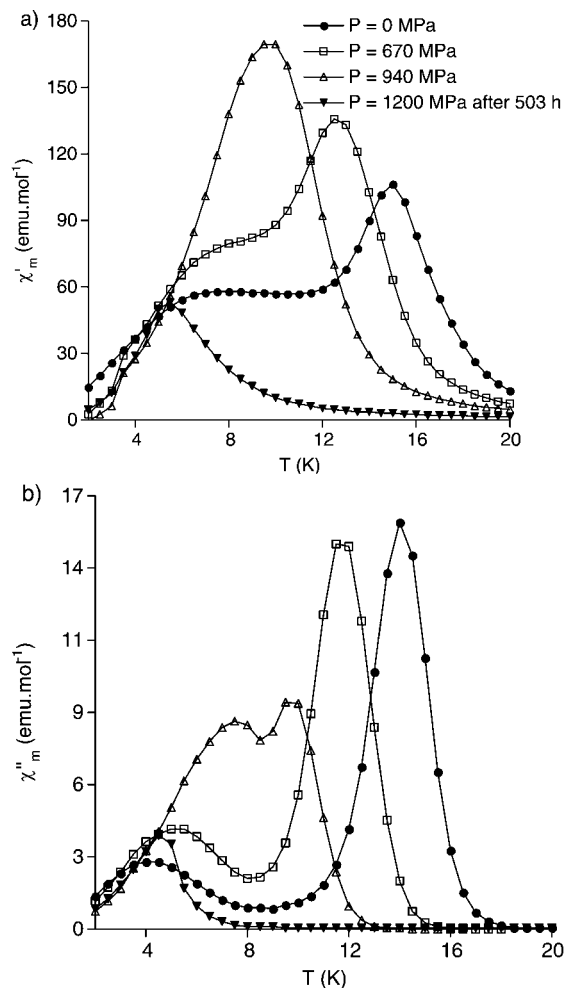 a)
180
150
120
90
60
30
0
χ'm (emu.mol-1)
P = 0 MPa
P = 670 MPa
P = 940 MPa
P = 1200 MPa after 503 h
4 8 12 16 20
T (K)
b)
17
14
11
9
6
3
0
χ"m (emu.mol-1)
4 8 12 16 20
T (K)